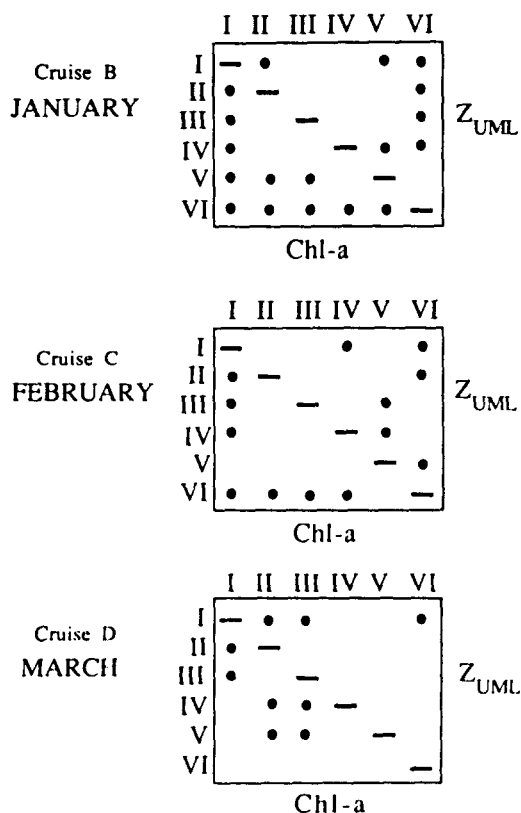 I II III IV V VI
Cruise B
JANUARY
I
II
III
IV
V
VI
Z_UML
Chl-a
I II III IV V VI
Cruise C
FEBRUARY
I
II
III
IV
V
VI
Z_UML
Chl-a
I II III IV V VI
Cruise D
MARCH
I
II
III
IV
V
VI
Z_UML
Chl-a